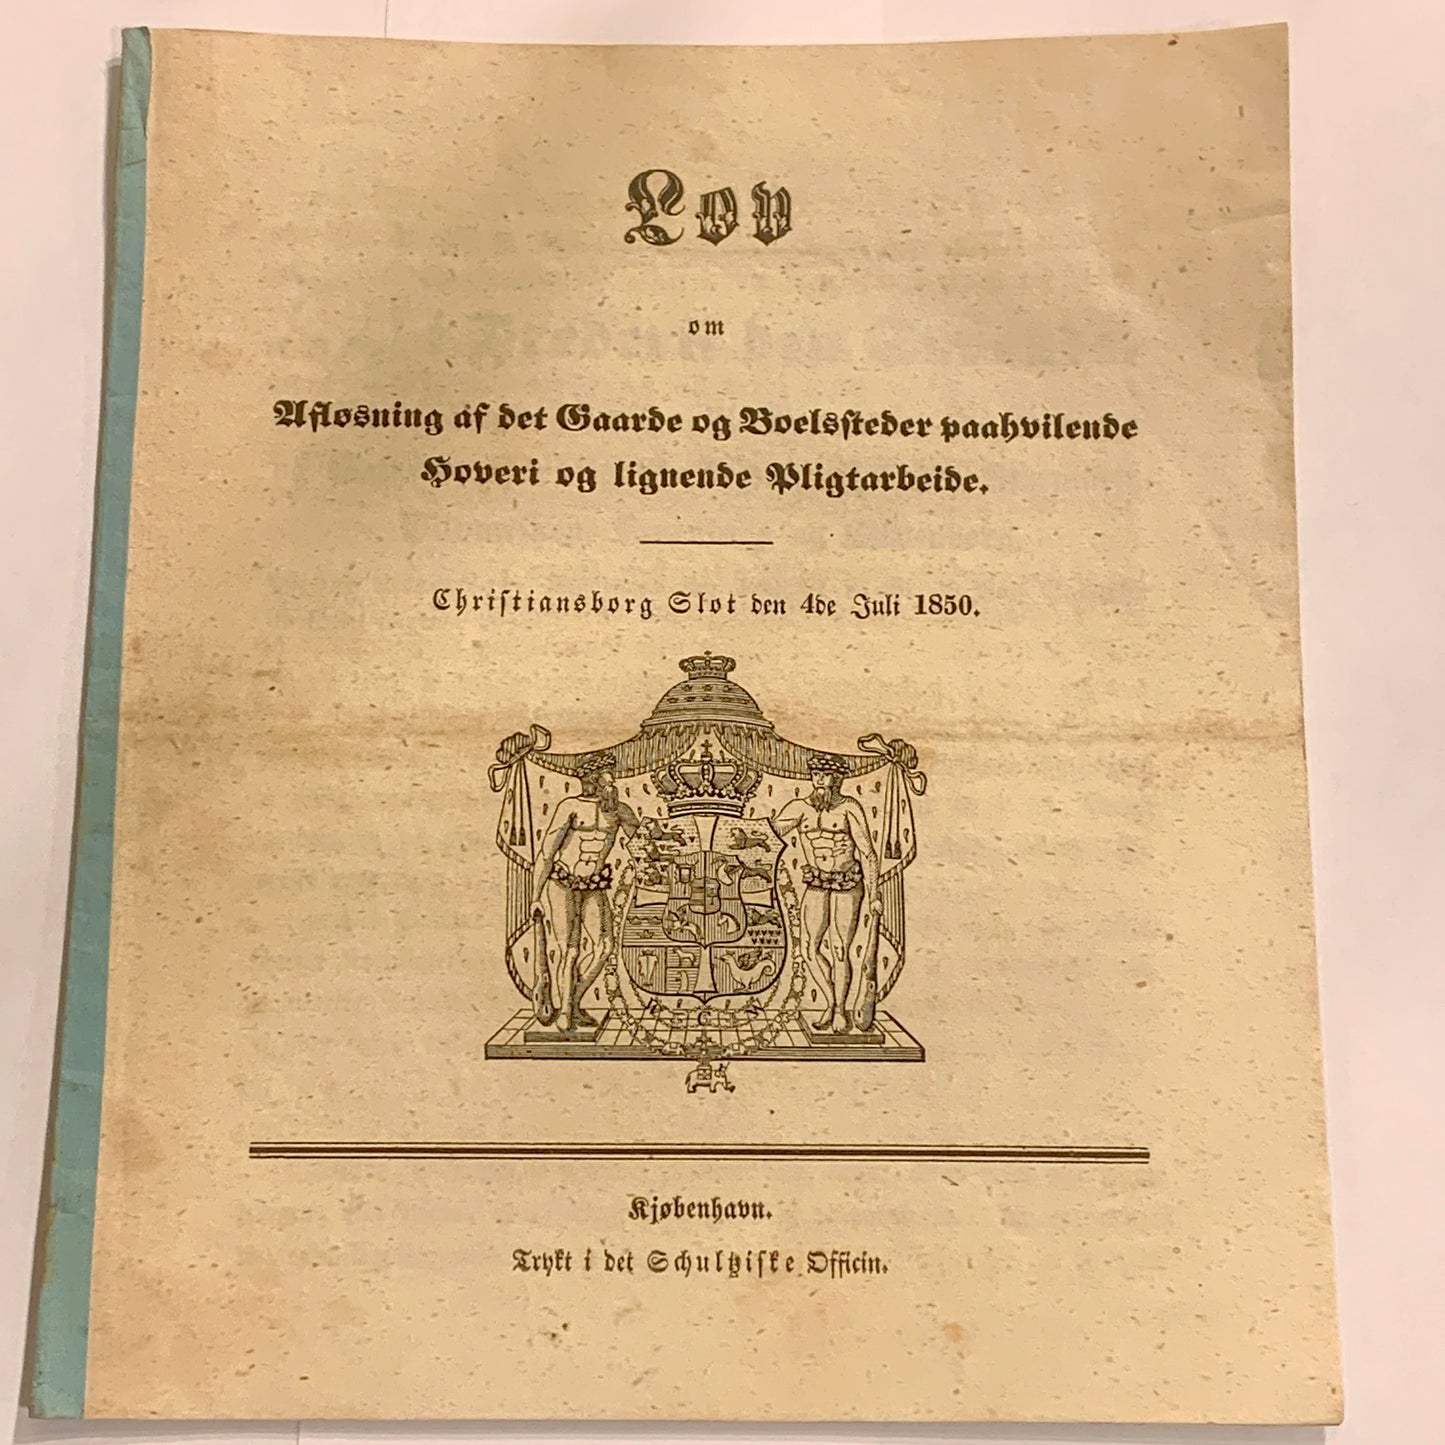 Lov
om
Afløsning af det Gaarde og Boelssteder paahvilende
Hoveri og lignende Pligtarbeide.
Christiansborg Slot den 4de Juli 1850.
Kjøbenhavn.
Trykt i det Schultziske Officin.